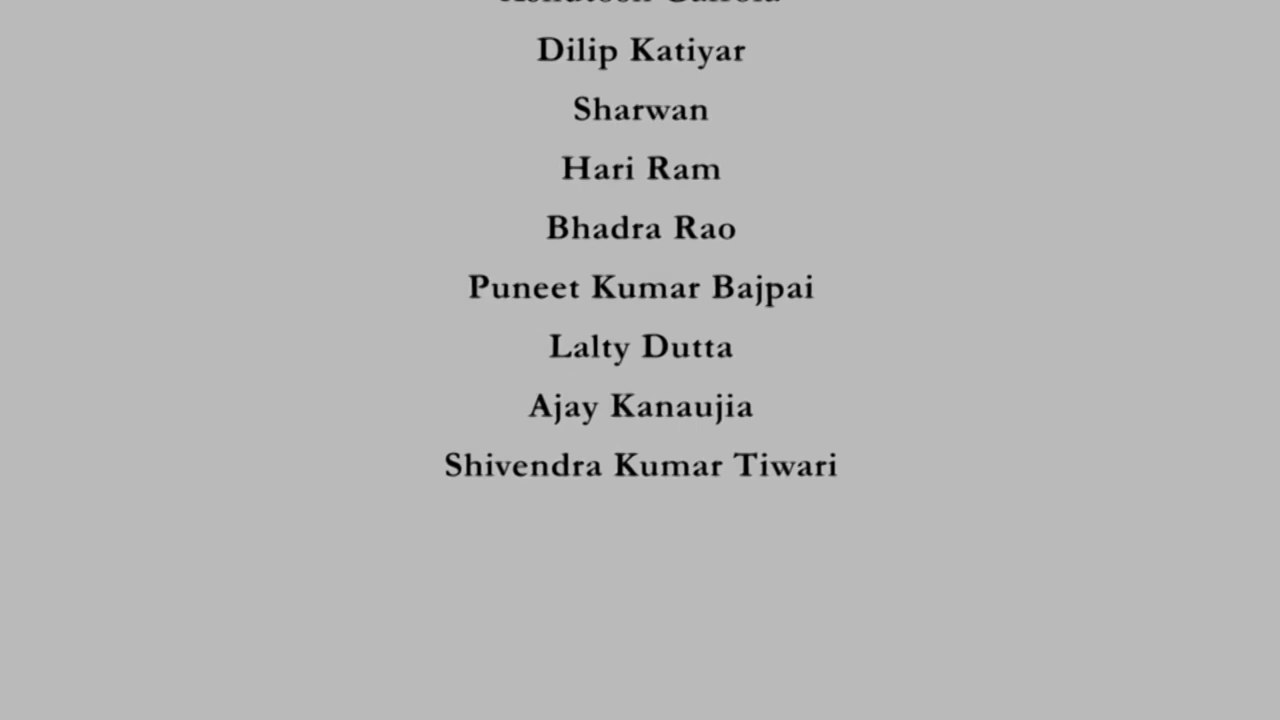 Dilip Katiyar
Sharwan
Hari Ram
Bhadra Rao
Puneet Kumar Bajpai
Lalty Dutta
Ajay Kanaujia
Shivendra Kumar Tiwari